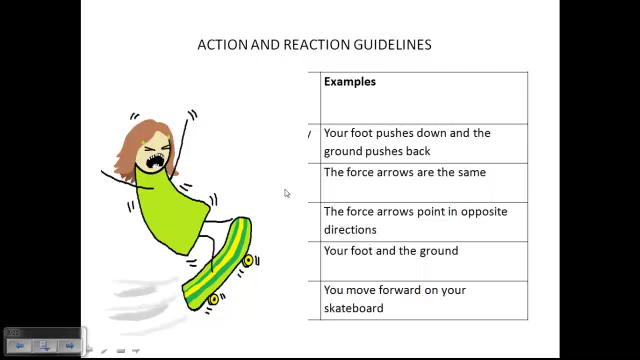 ACTION AND REACTION GUIDELINES
Examples
y Your foot pushes down and the
ground pushes back
The force arrows are the same
The force arrows point in opposite
directions
Your foot and the ground
You move forward on your
skateboard